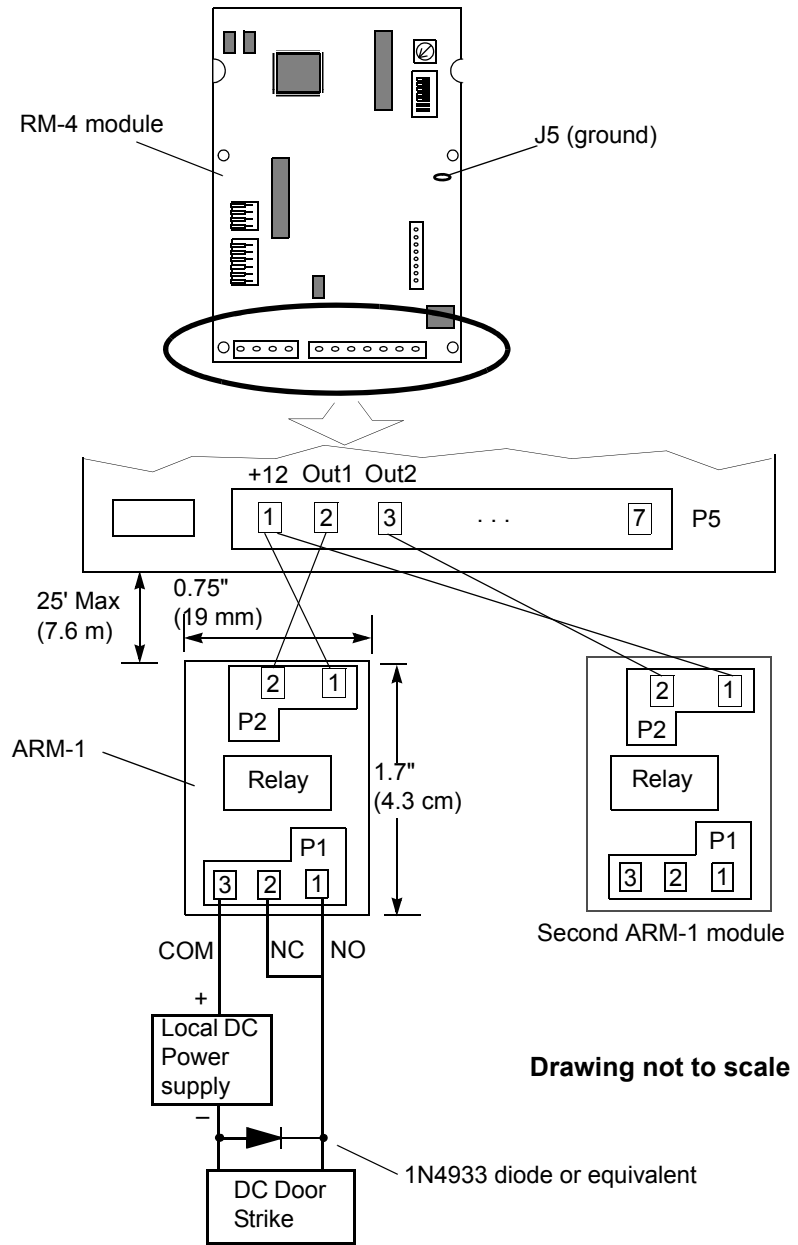 RM-4 module
J5 (ground)
+12 Out1 Out2
1 2 3 . . . 7 P5
25' Max
(7.6 m)
0.75"
(19 mm)
2 1
P2
ARM-1
Relay
1.7"
(4.3 cm)
P1
3 2 1
2 1
P2
Relay
P1
3 2 1
Second ARM-1 module
COM NC NO
+
Local DC
Power
supply
–
Drawing not to scale
1N4933 diode or equivalent
DC Door
Strike